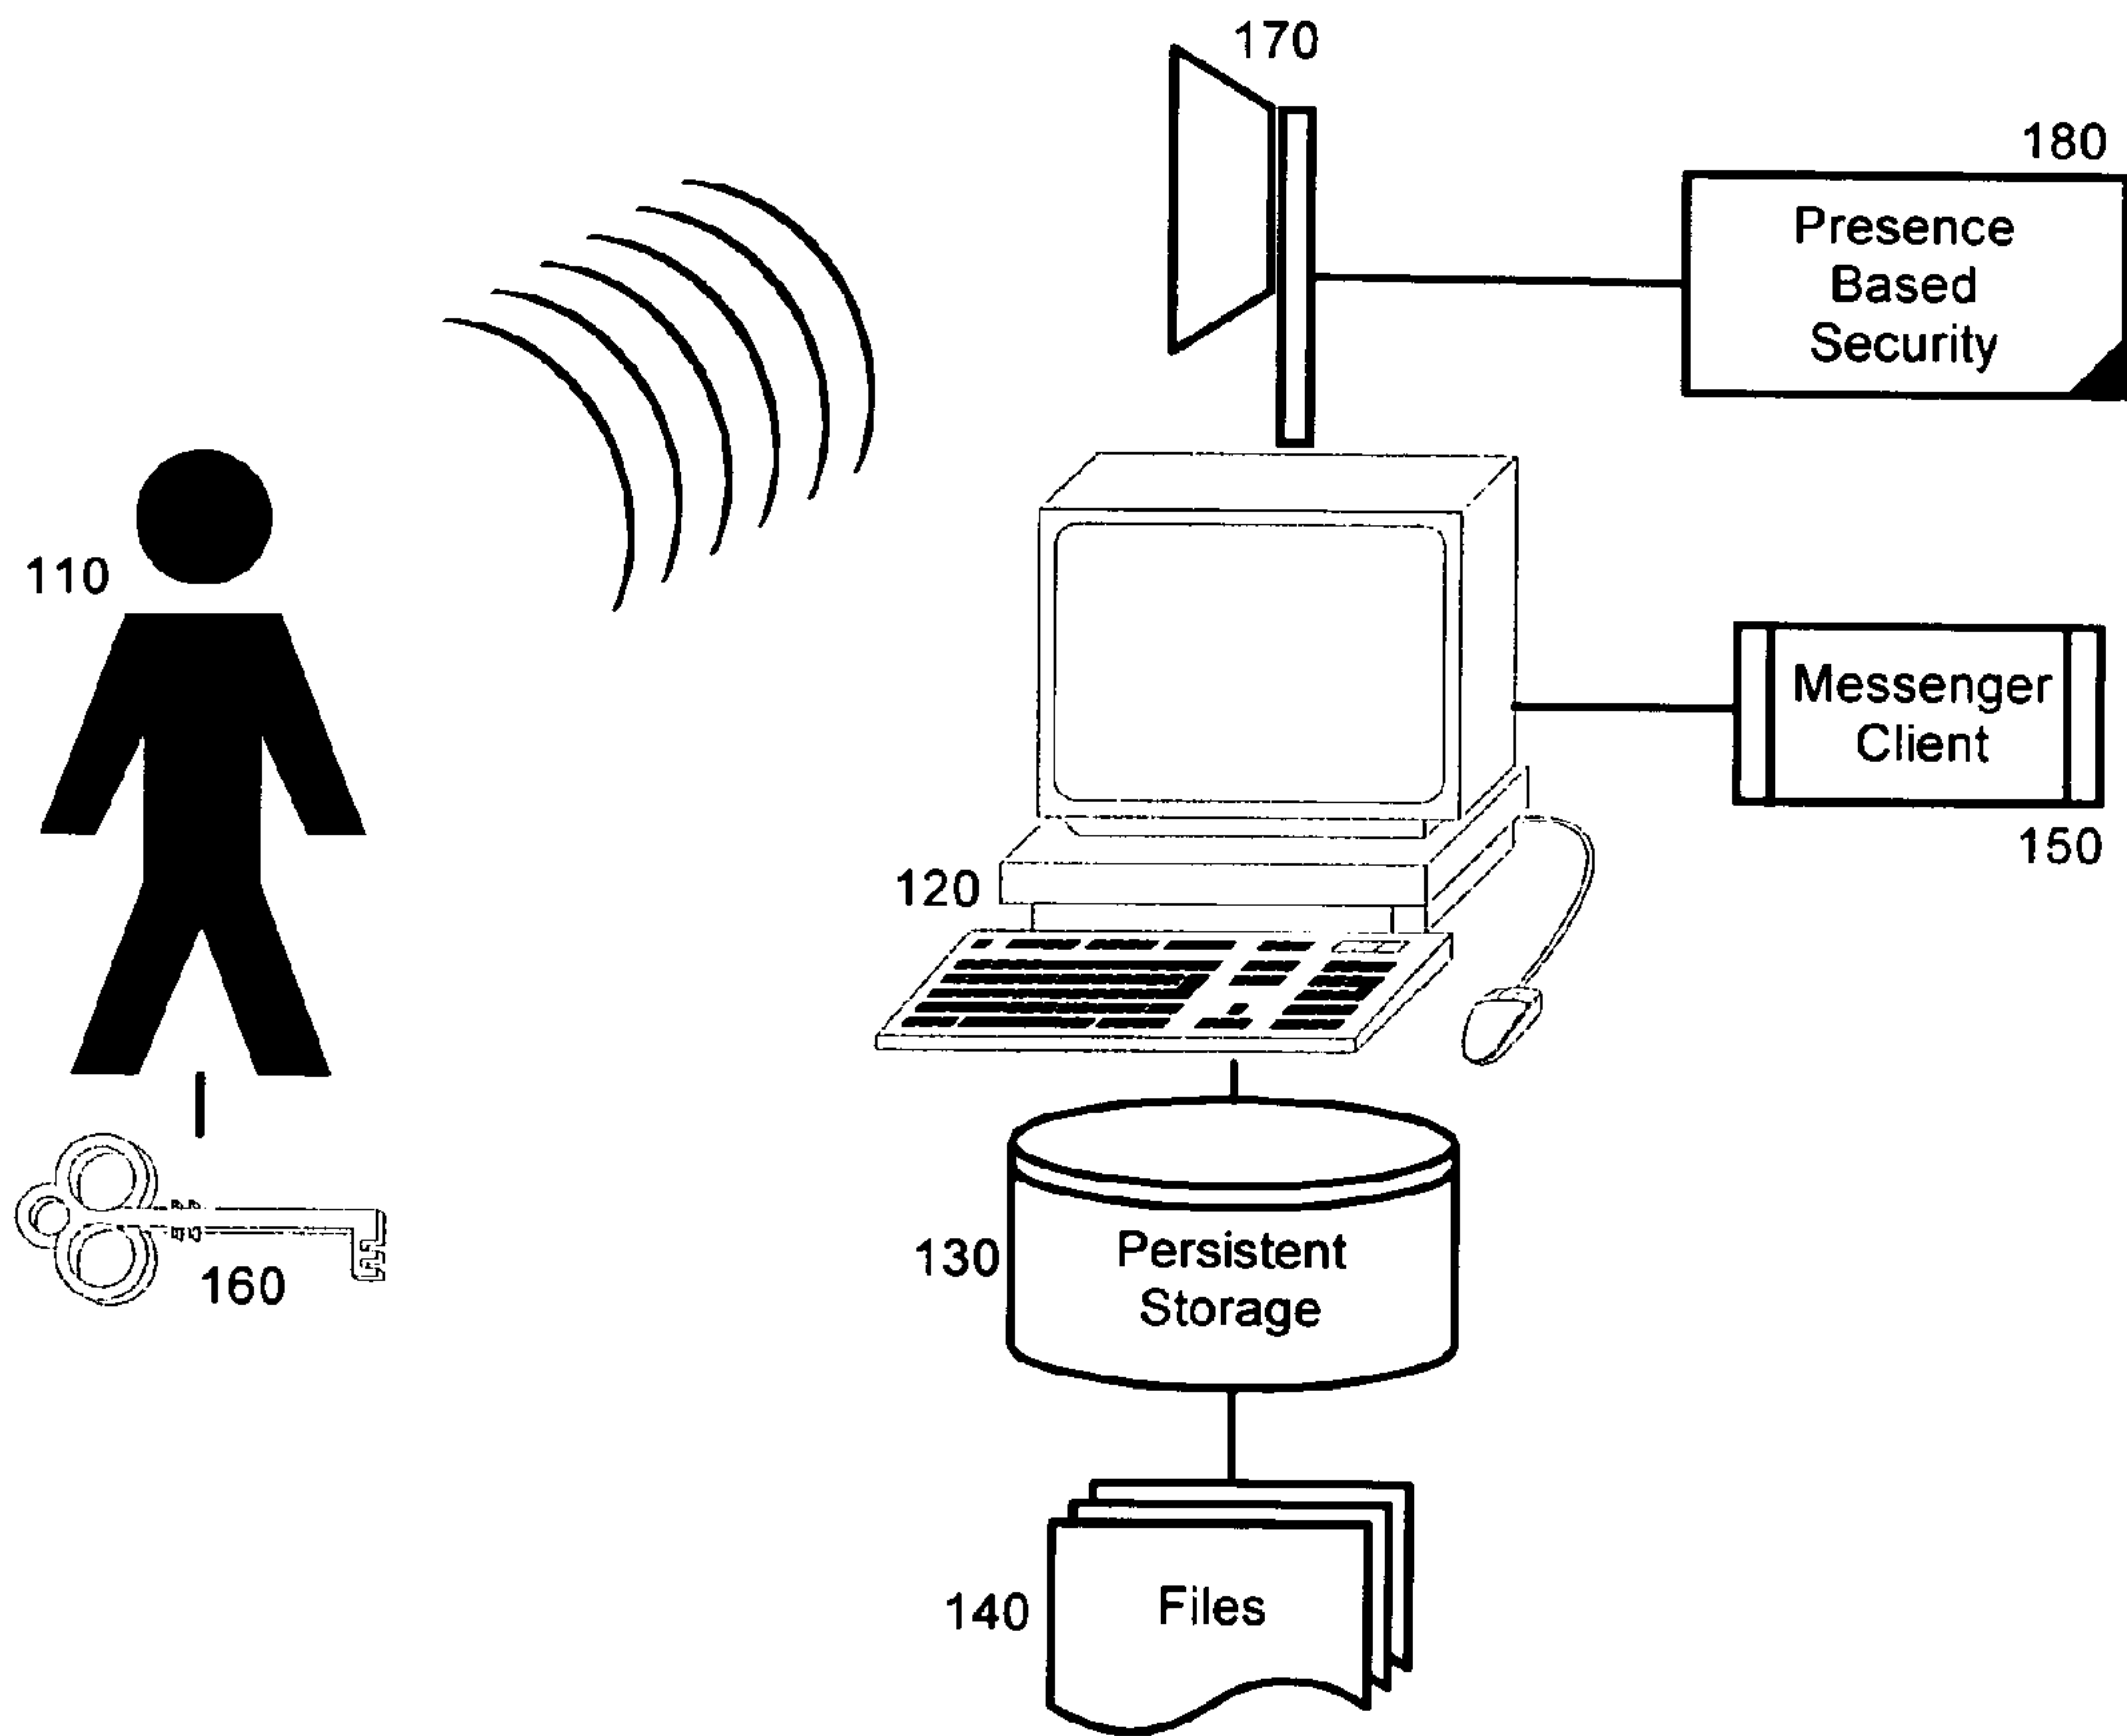 170
180
Presence
Based
Security
110
Messenger
Client
150
120
130
Persistent
Storage
160
140
Files